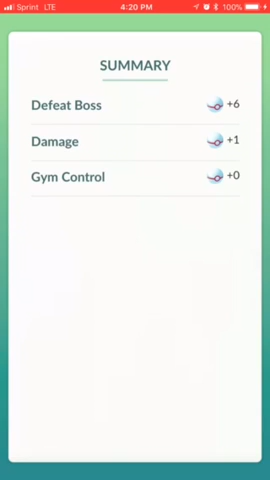 Sprint LTE 4:20 PM 100%
SUMMARY
Defeat Boss +6
Damage +1
Gym Control +0